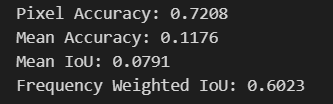 Pixel Accuracy: 0.7208
Mean Accuracy: 0.1176
Mean IoU: 0.0791
Frequency Weighted IoU: 0.6023